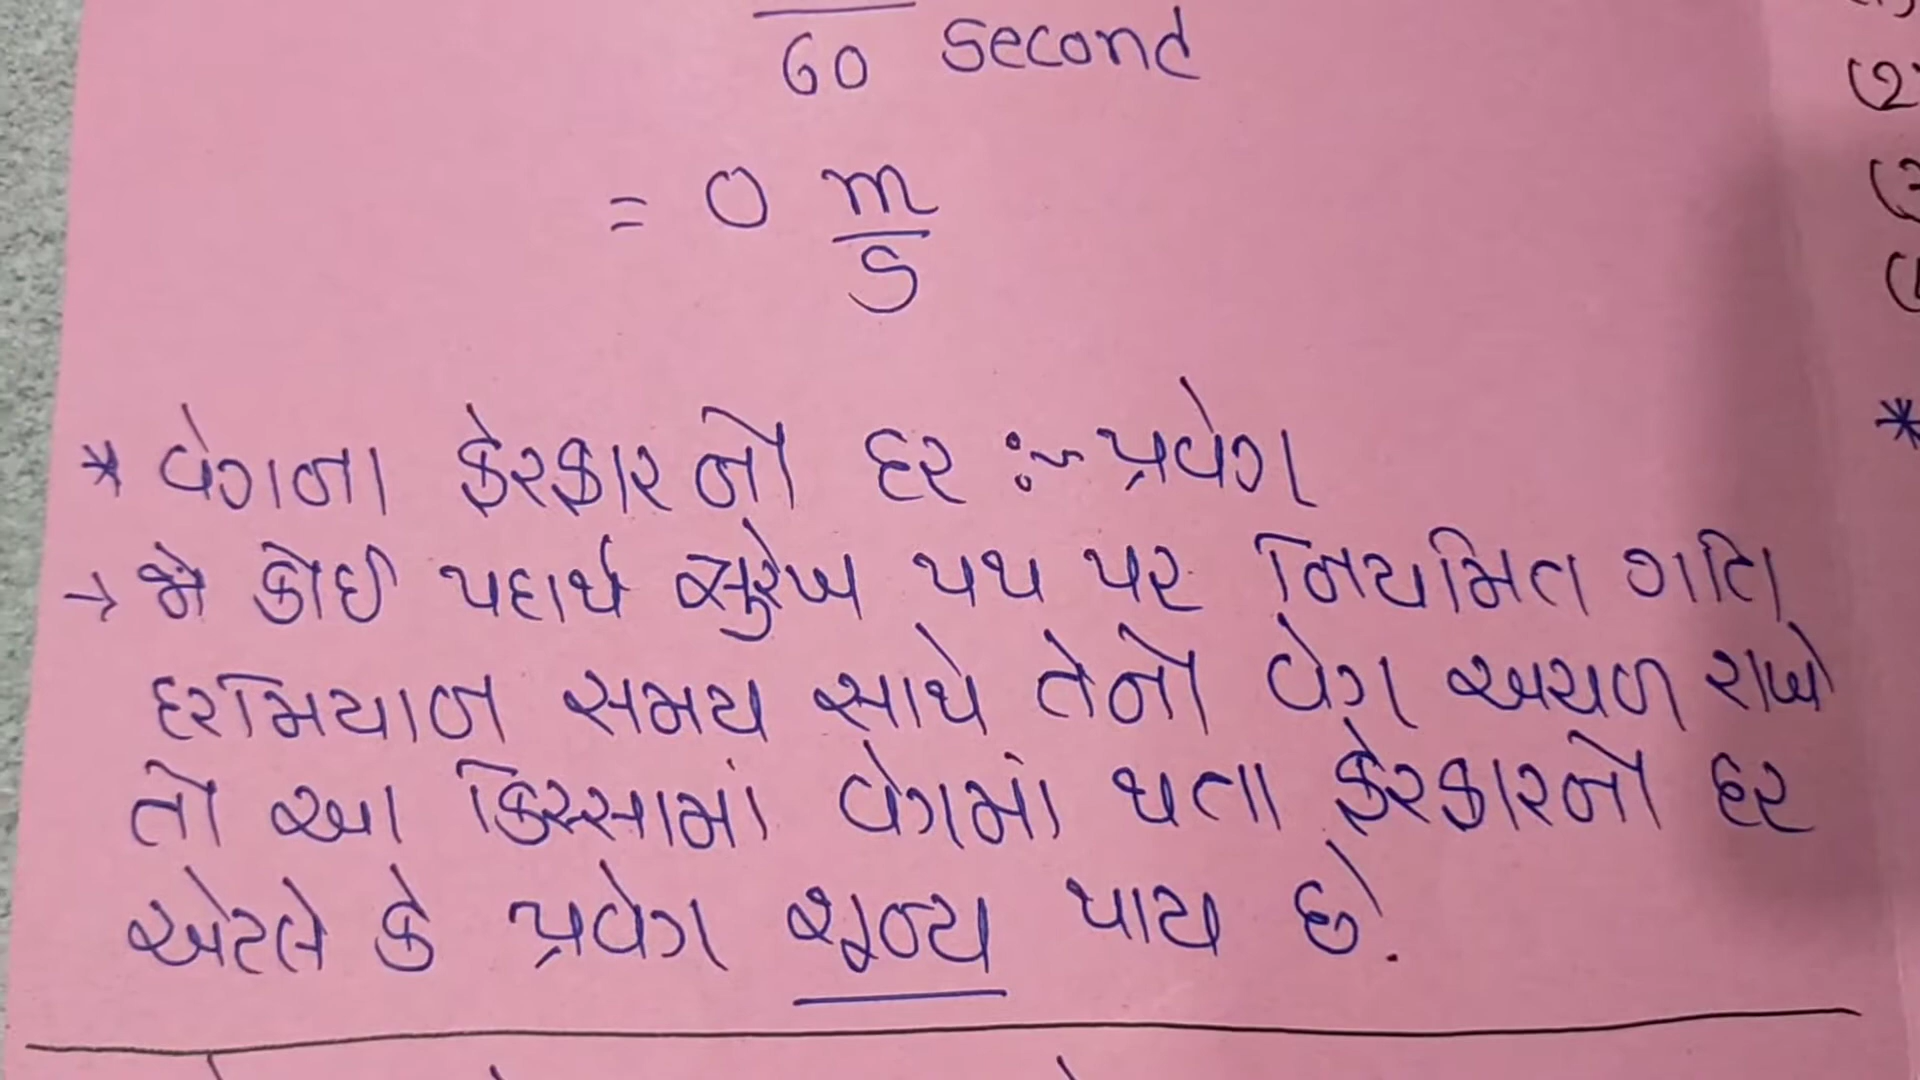 60 second
= 0 m/s
* વેગના ફેરફારનો દર :- પ્રવેગ
→ જો કોઈ પદાર્થ સુરેખ પથ પર નિયમિત ગતિ
દરમિયાન સમય સાથે તેનો વેગ અચળ રાખે
તો આ કિસ્સામાં વેગમાં થતા ફેરફારનો દર
એટલે કે પ્રવેગ શૂન્ય થાય છે.
(2)
*